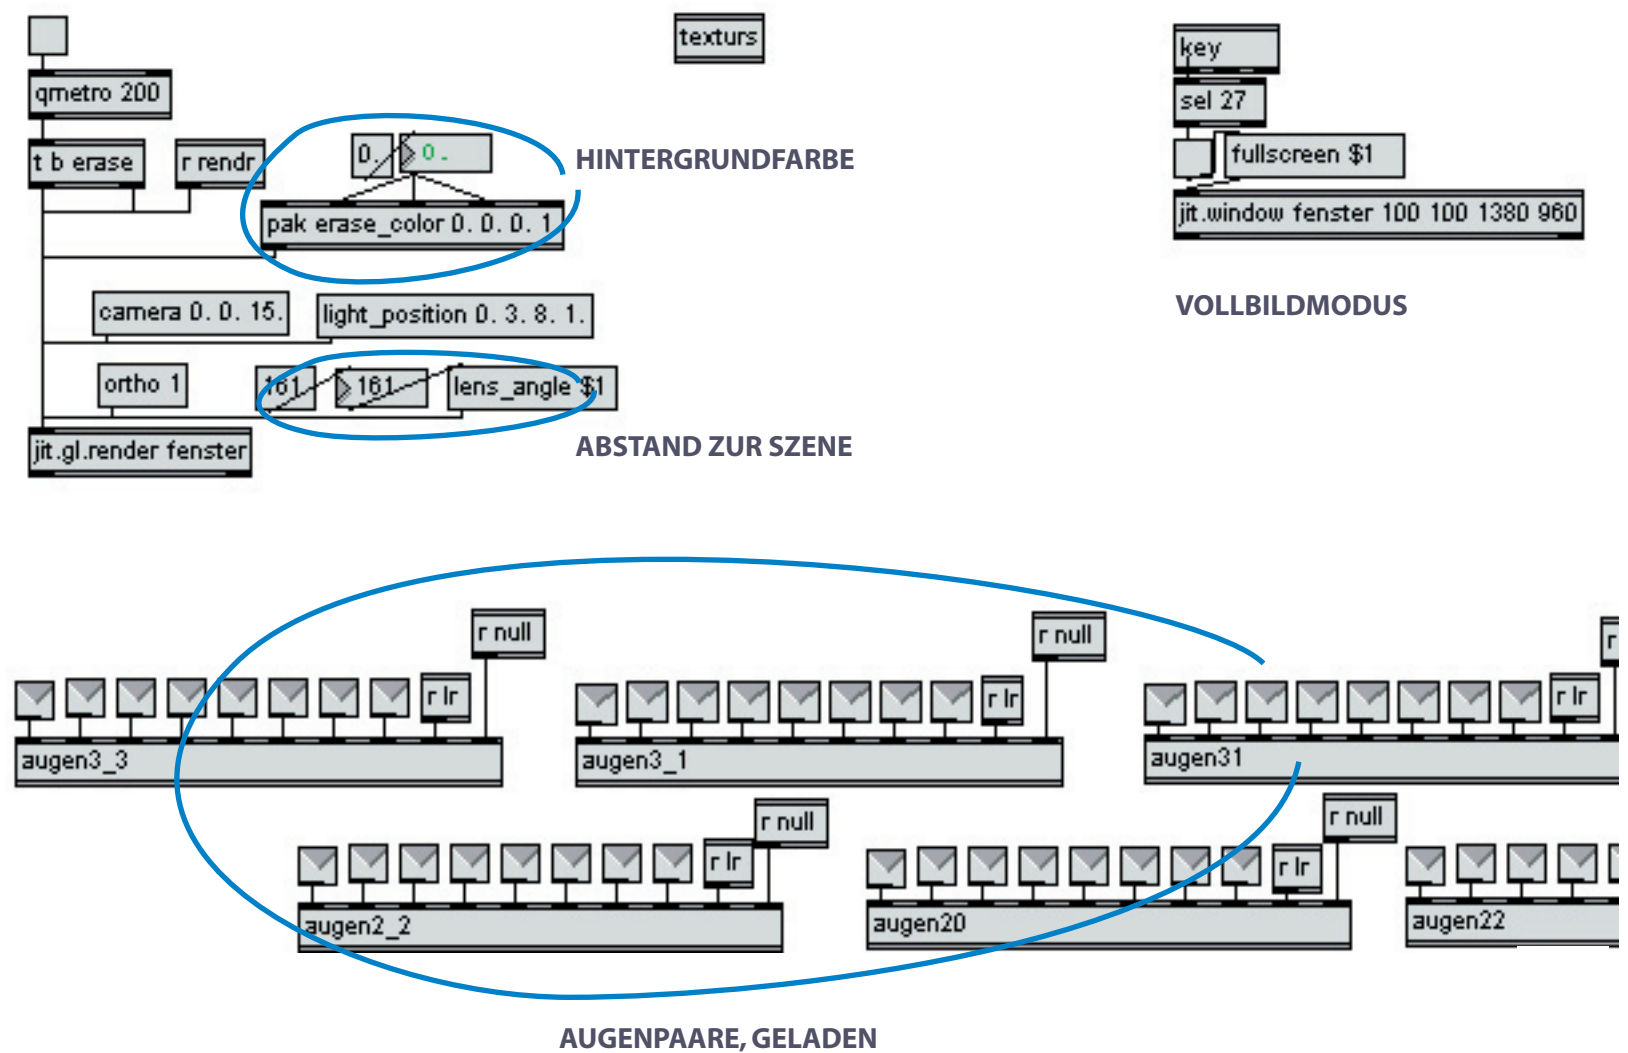 texturs
key
qmetro 200
sel 27
t b erase
r rendr
0.
0.
HINTERGRUNDFARBE
fullscreen $1
pak erase_color 0. 0. 0. 1
jit.window fenster 100 100 1380 960
camera 0. 0. 15.
light_position 0. 3. 8. 1.
VOLLBILDMODUS
ortho 1
161
161
lens_angle $1
jit.gl.render fenster
ABSTAND ZUR SZENE
r null
r null
r
r lr
r lr
r lr
augen3_3
augen3_1
augen31
r null
r null
r lr
r lr
augen2_2
augen20
augen22
AUGENPAARE, GELADEN